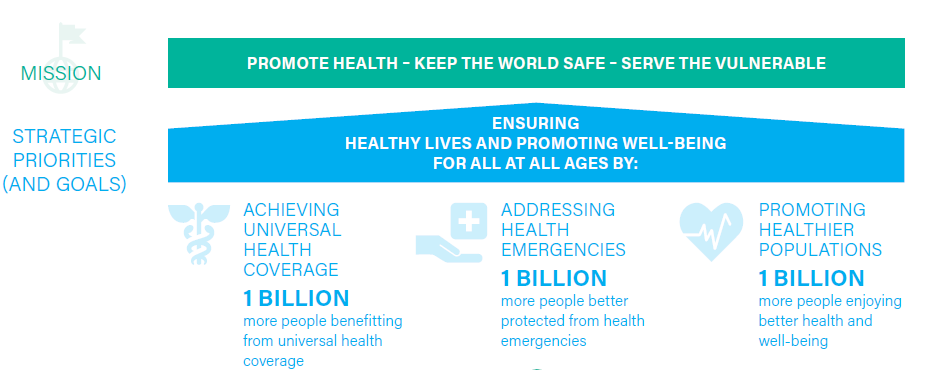 MISSION
PROMOTE HEALTH – KEEP THE WORLD SAFE – SERVE THE VULNERABLE
STRATEGIC
PRIORITIES
(AND GOALS)
ENSURING
HEALTHY LIVES AND PROMOTING WELL-BEING
FOR ALL AT ALL AGES BY:
ACHIEVING
UNIVERSAL
HEALTH
COVERAGE
1 BILLION
more people benefitting
from universal health
coverage
ADDRESSING
HEALTH
EMERGENCIES
1 BILLION
more people better
protected from health
emergencies
PROMOTING
HEALTHIER
POPULATIONS
1 BILLION
more people enjoying
better health and
well-being